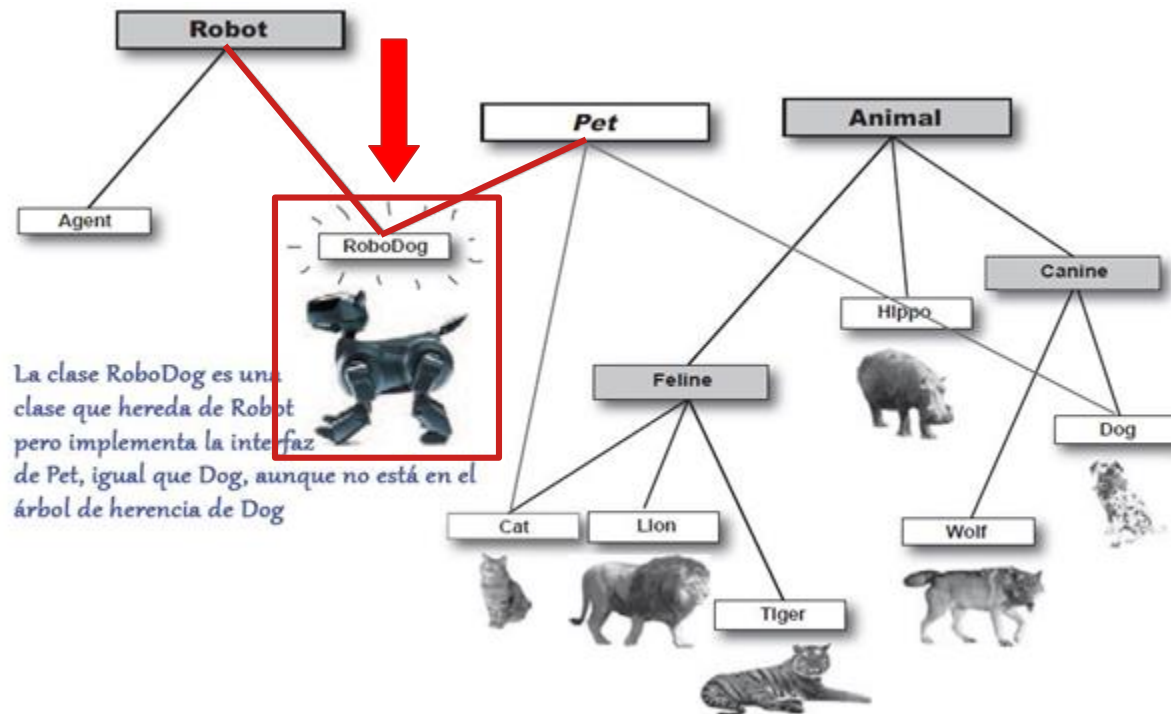 Robot
Pet
Animal
Agent
RoboDog
Canine
Hippo
La clase RoboDog es una
clase que hereda de Robot
pero implementa la interfaz
de Pet, igual que Dog, aunque no está en el
árbol de herencia de Dog
Feline
Dog
Cat
Lion
Wolf
Tiger